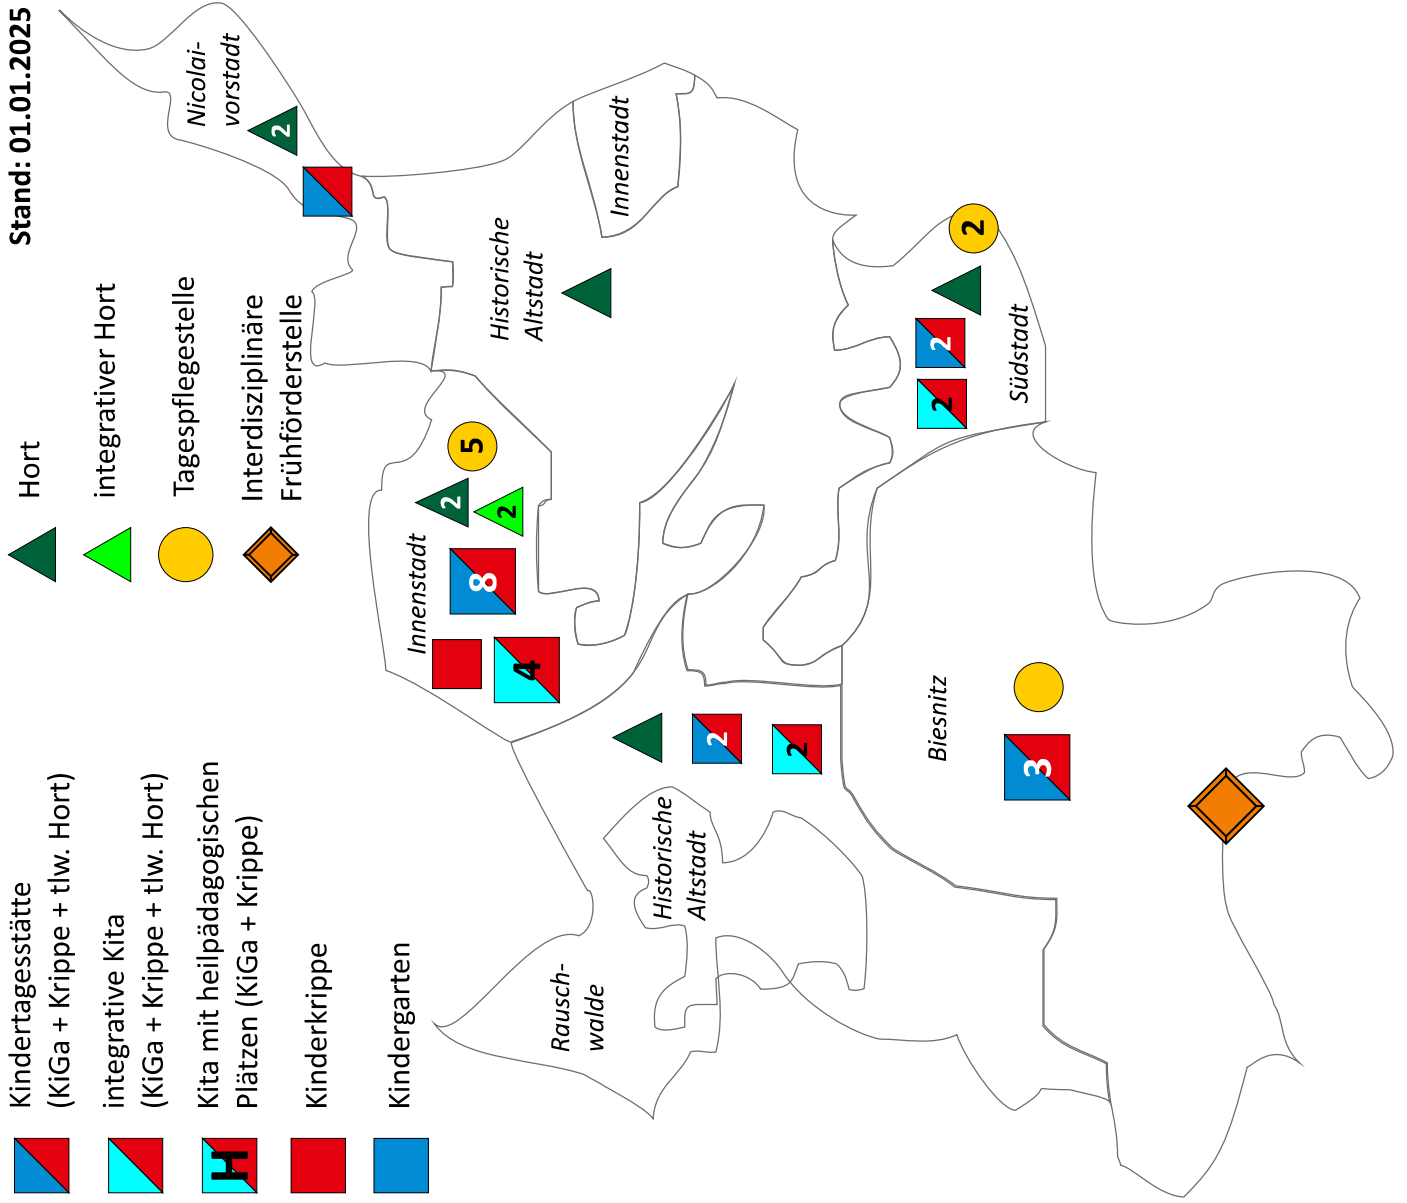 Kindertagesstätte
(KiGa + Krippe + tlw. Hort)
integrative Kita
(KiGa + Krippe + tlw. Hort)
H
Kita mit heilpädagogischen
Plätzen (KiGa + Krippe)
Kinderkrippe
Kindergarten
Hort
integrativer Hort
Tagespflegestelle
Interdisziplinäre
Frühförderstelle
Stand: 01.01.2025
Nicolai-
vorstadt
2
Historische
Altstadt
Innenstadt
Innenstadt
5
2
2
8
4
Südstadt
2
2
2
Rausch-
walde
Historische
Altstadt
2
2
Biesnitz
3